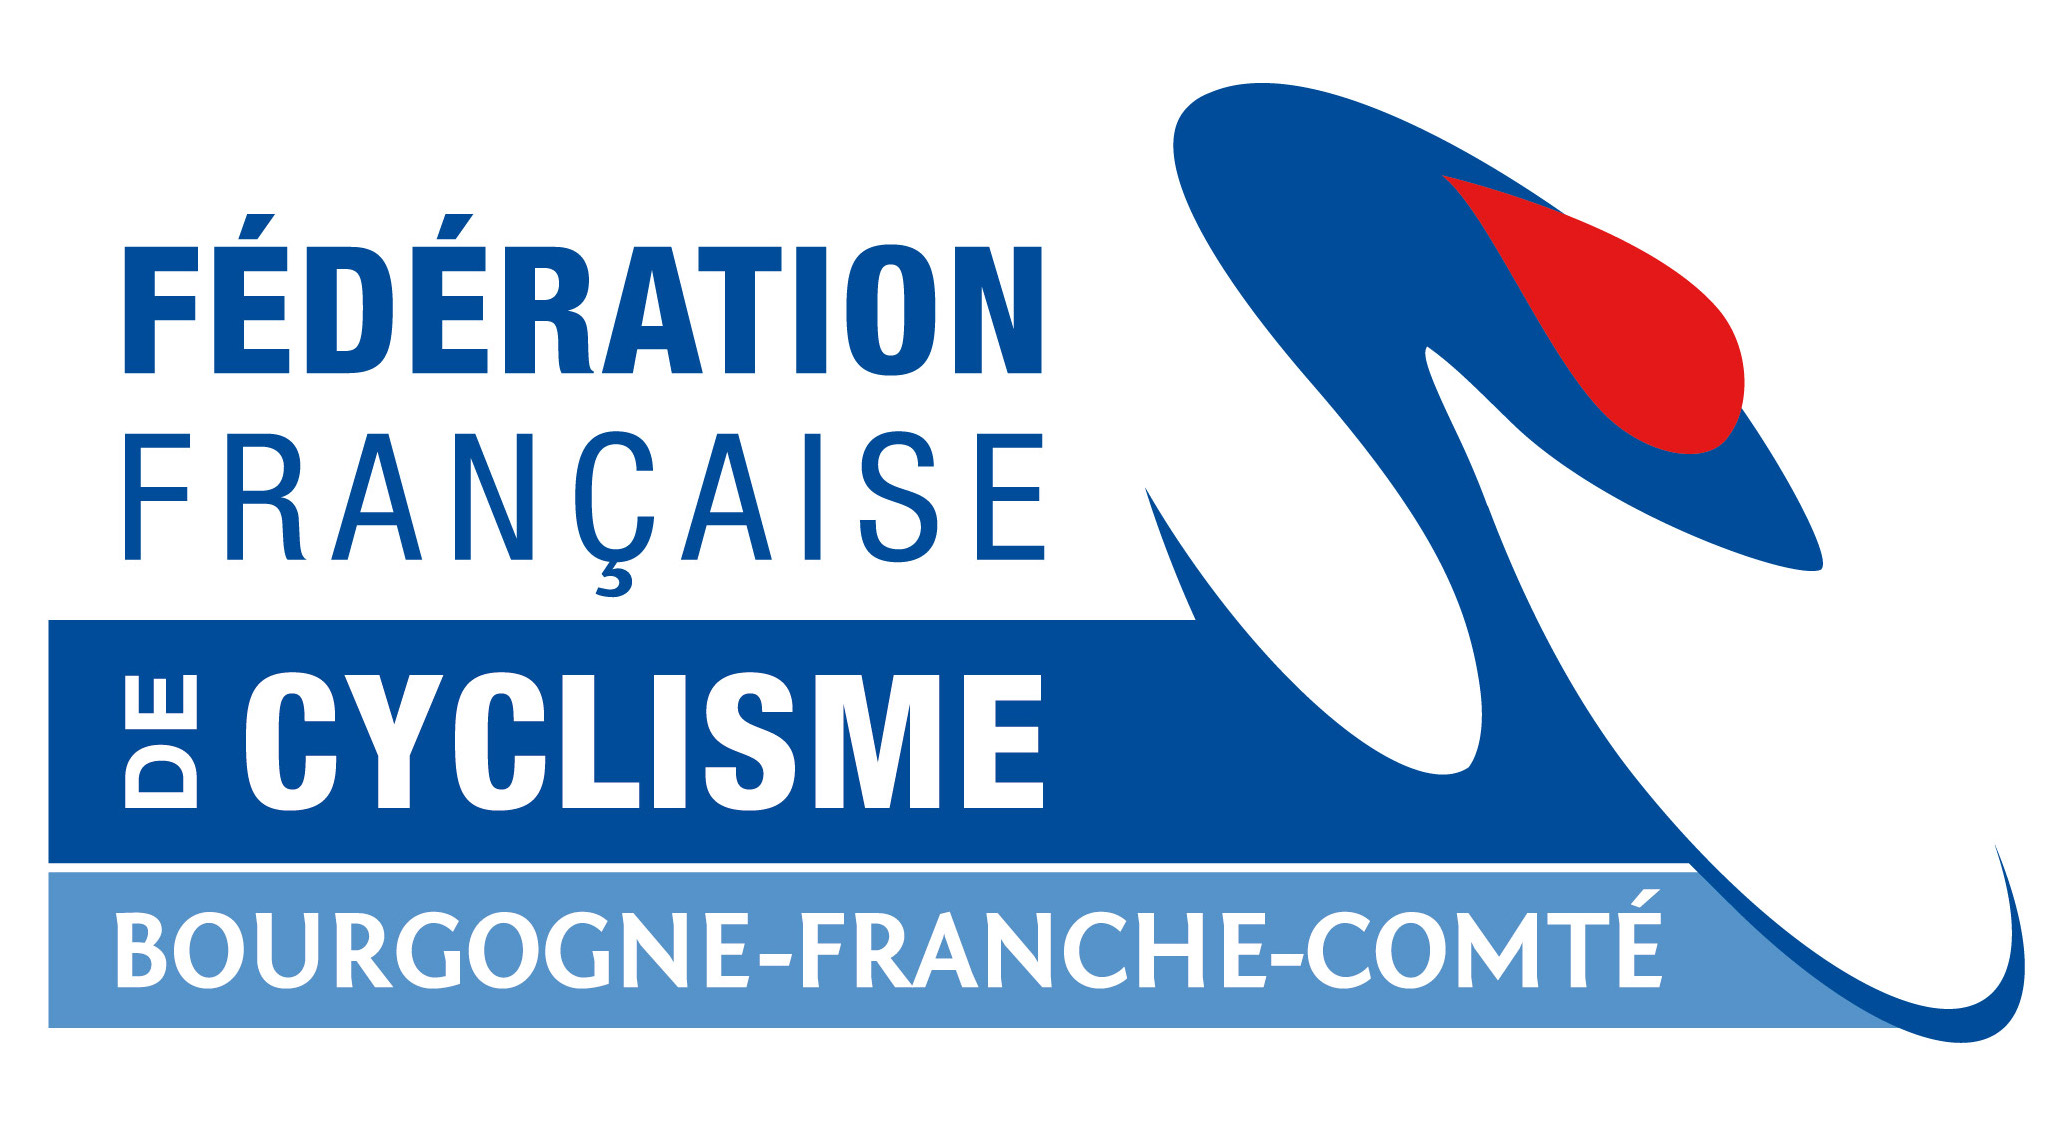 FÉDÉRATION
FRANÇAISE
DE CYCLISME
BOURGOGNE-FRANCHE-COMTÉ